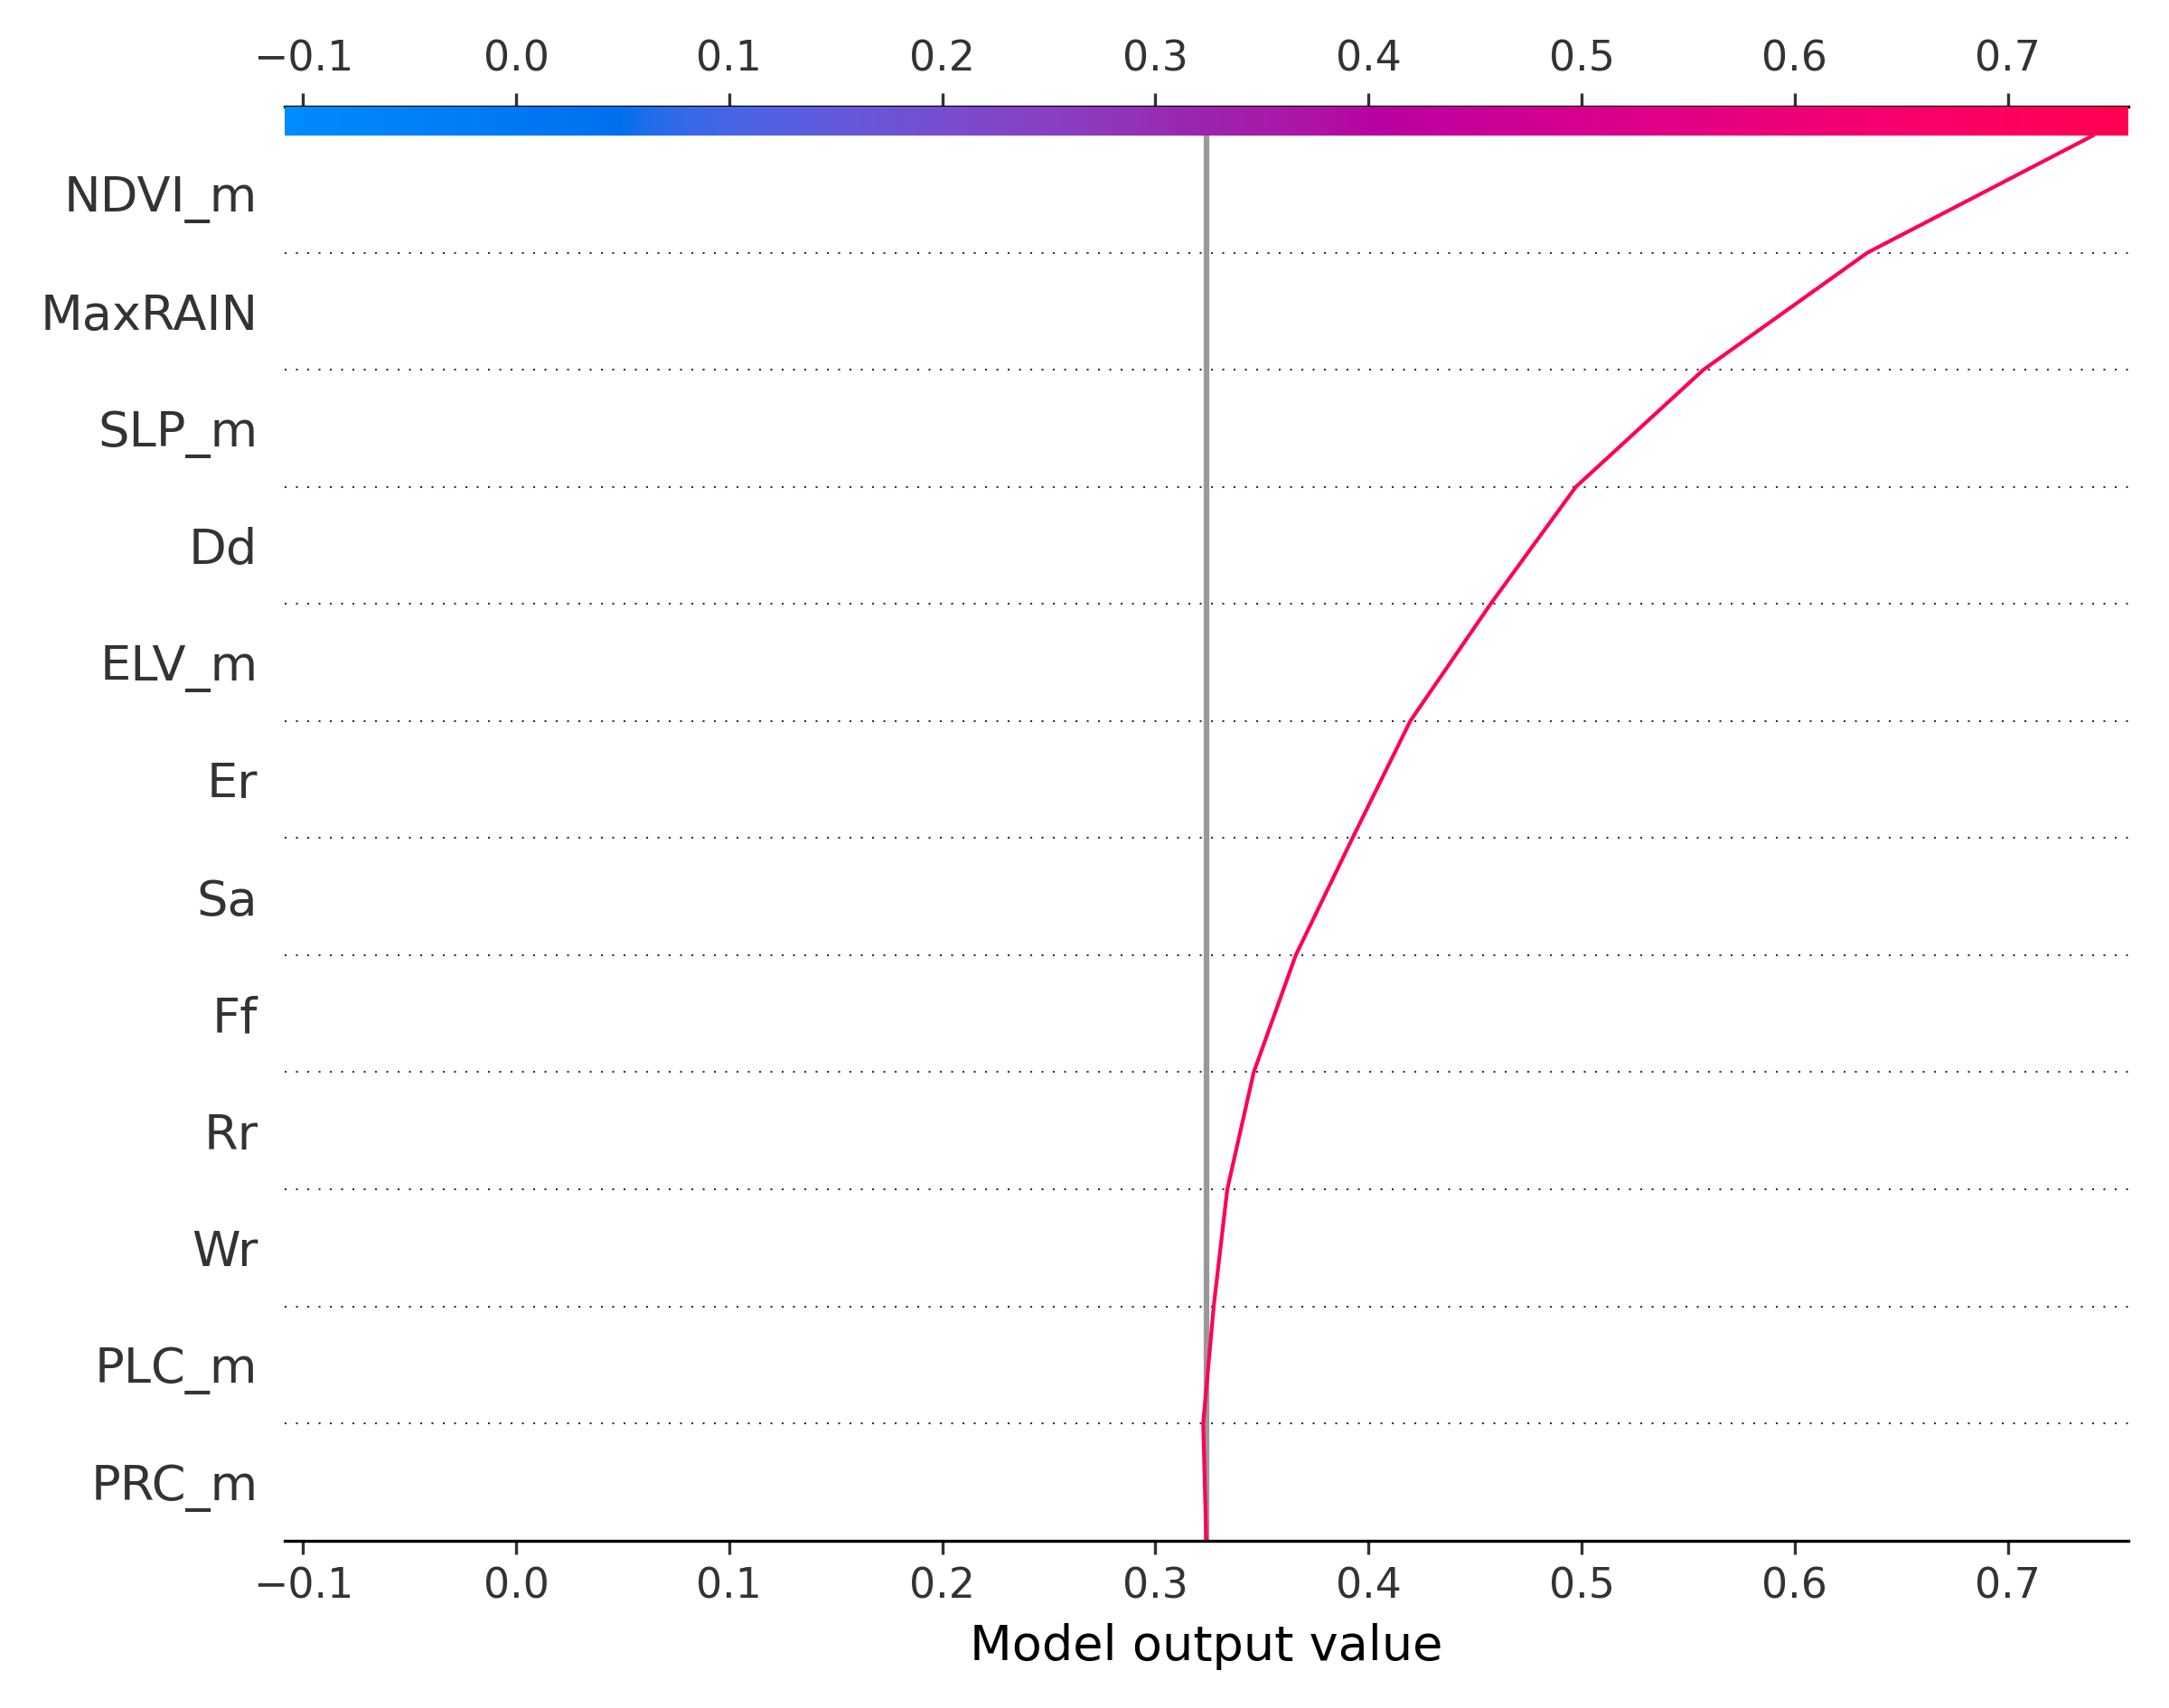 −0.1 0.0 0.1 0.2 0.3 0.4 0.5 0.6 0.7
NDVI_m
MaxRAIN
SLP_m
Dd
ELV_m
Er
Sa
Ff
Rr
Wr
PLC_m
PRC_m
−0.1 0.0 0.1 0.2 0.3 0.4 0.5 0.6 0.7
Model output value